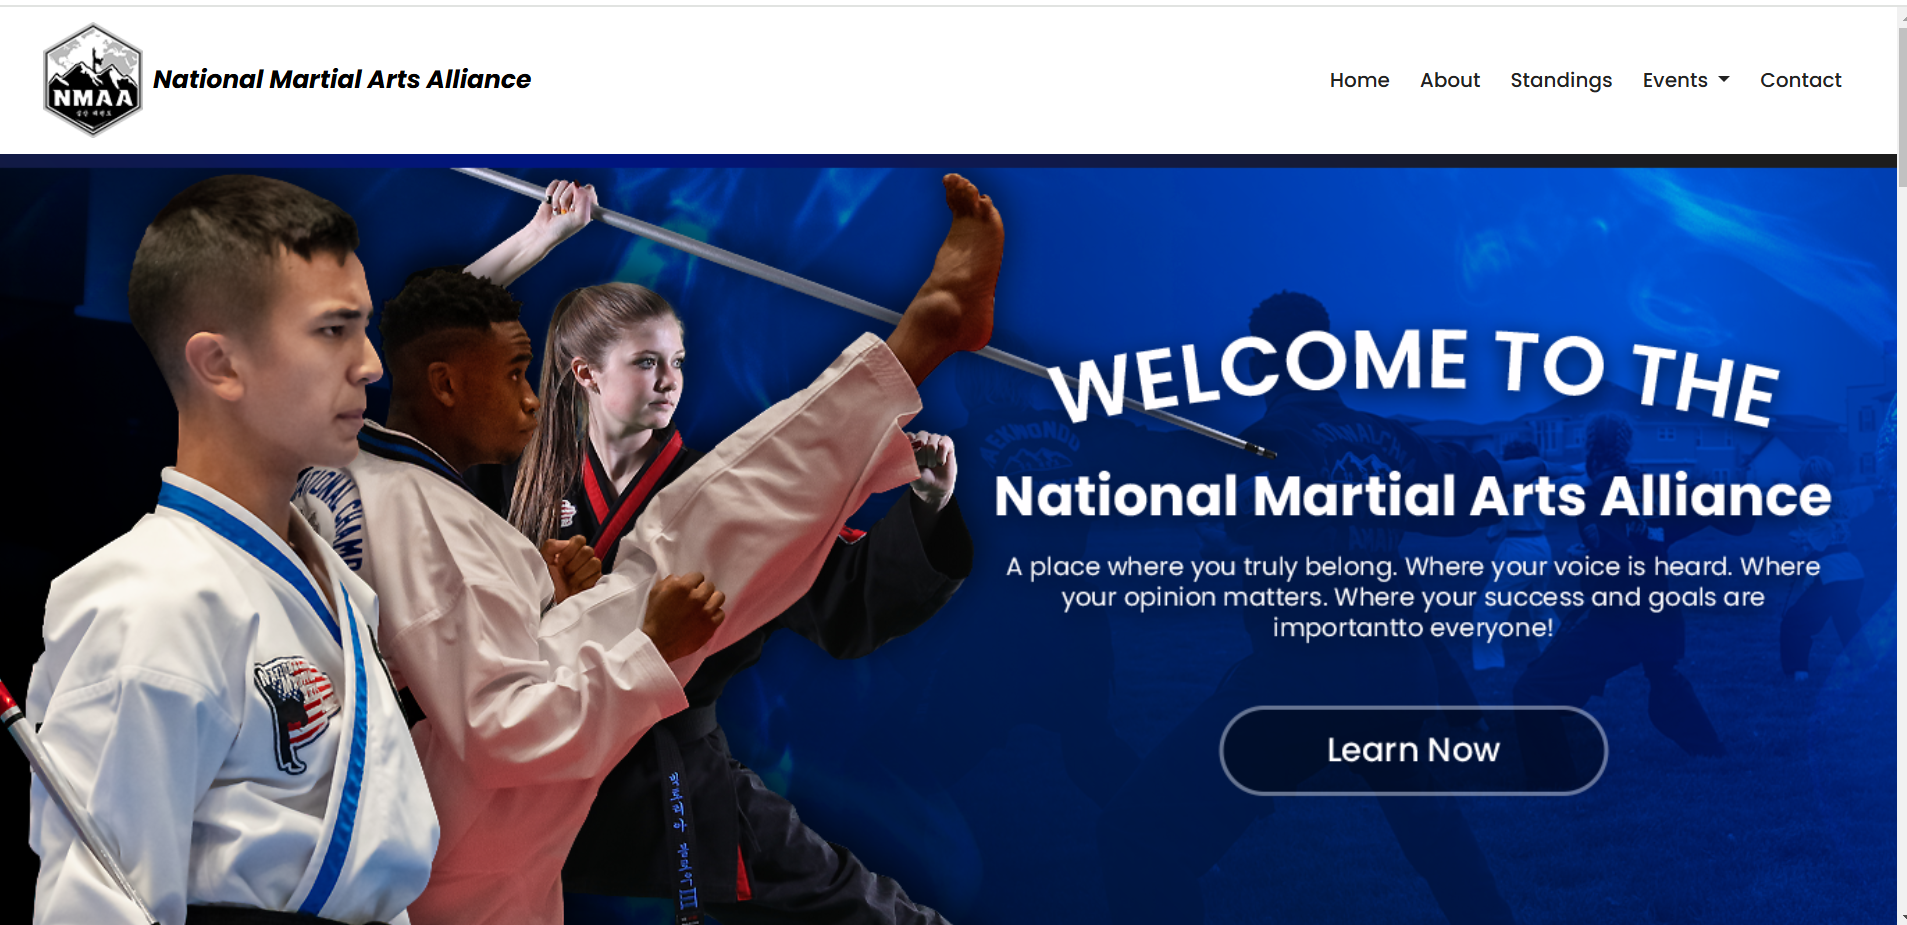 NMAA
National Martial Arts Alliance
Home About Standings Events Contact
WELCOME TO THE
National Martial Arts Alliance
A place where you truly belong. Where your voice is heard. Where
your opinion matters. Where your success and goals are
importantto everyone!
Learn Now